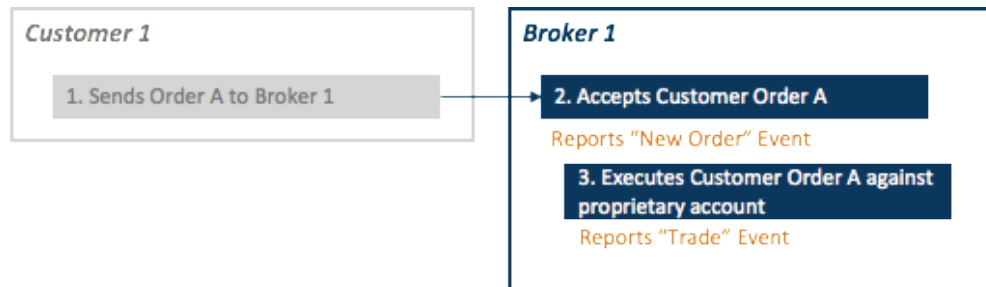 Customer 1
1. Sends Order A to Broker 1
Broker 1
2. Accepts Customer Order A
Reports “New Order” Event
3. Executes Customer Order A against
proprietary account
Reports “Trade” Event